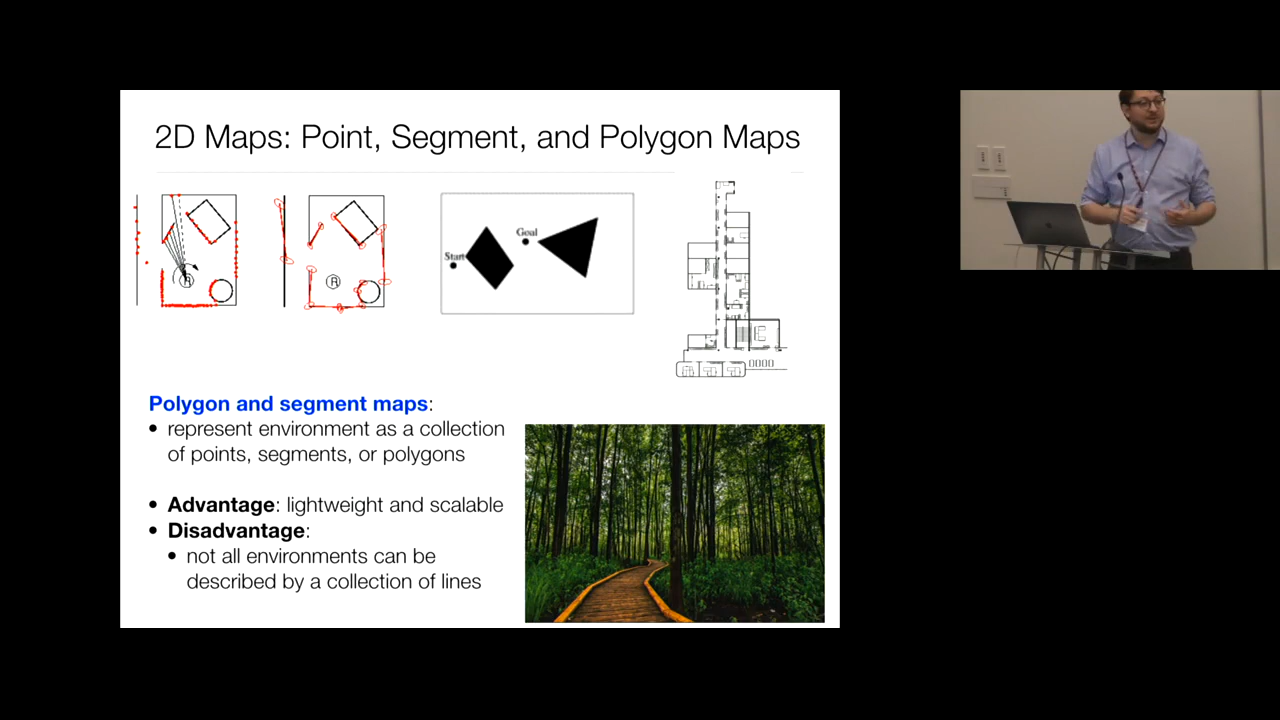 2D Maps: Point, Segment, and Polygon Maps
R
R
Start
Goal
Polygon and segment maps:
• represent environment as a collection
of points, segments, or polygons
• Advantage: lightweight and scalable
• Disadvantage:
• not all environments can be
described by a collection of lines